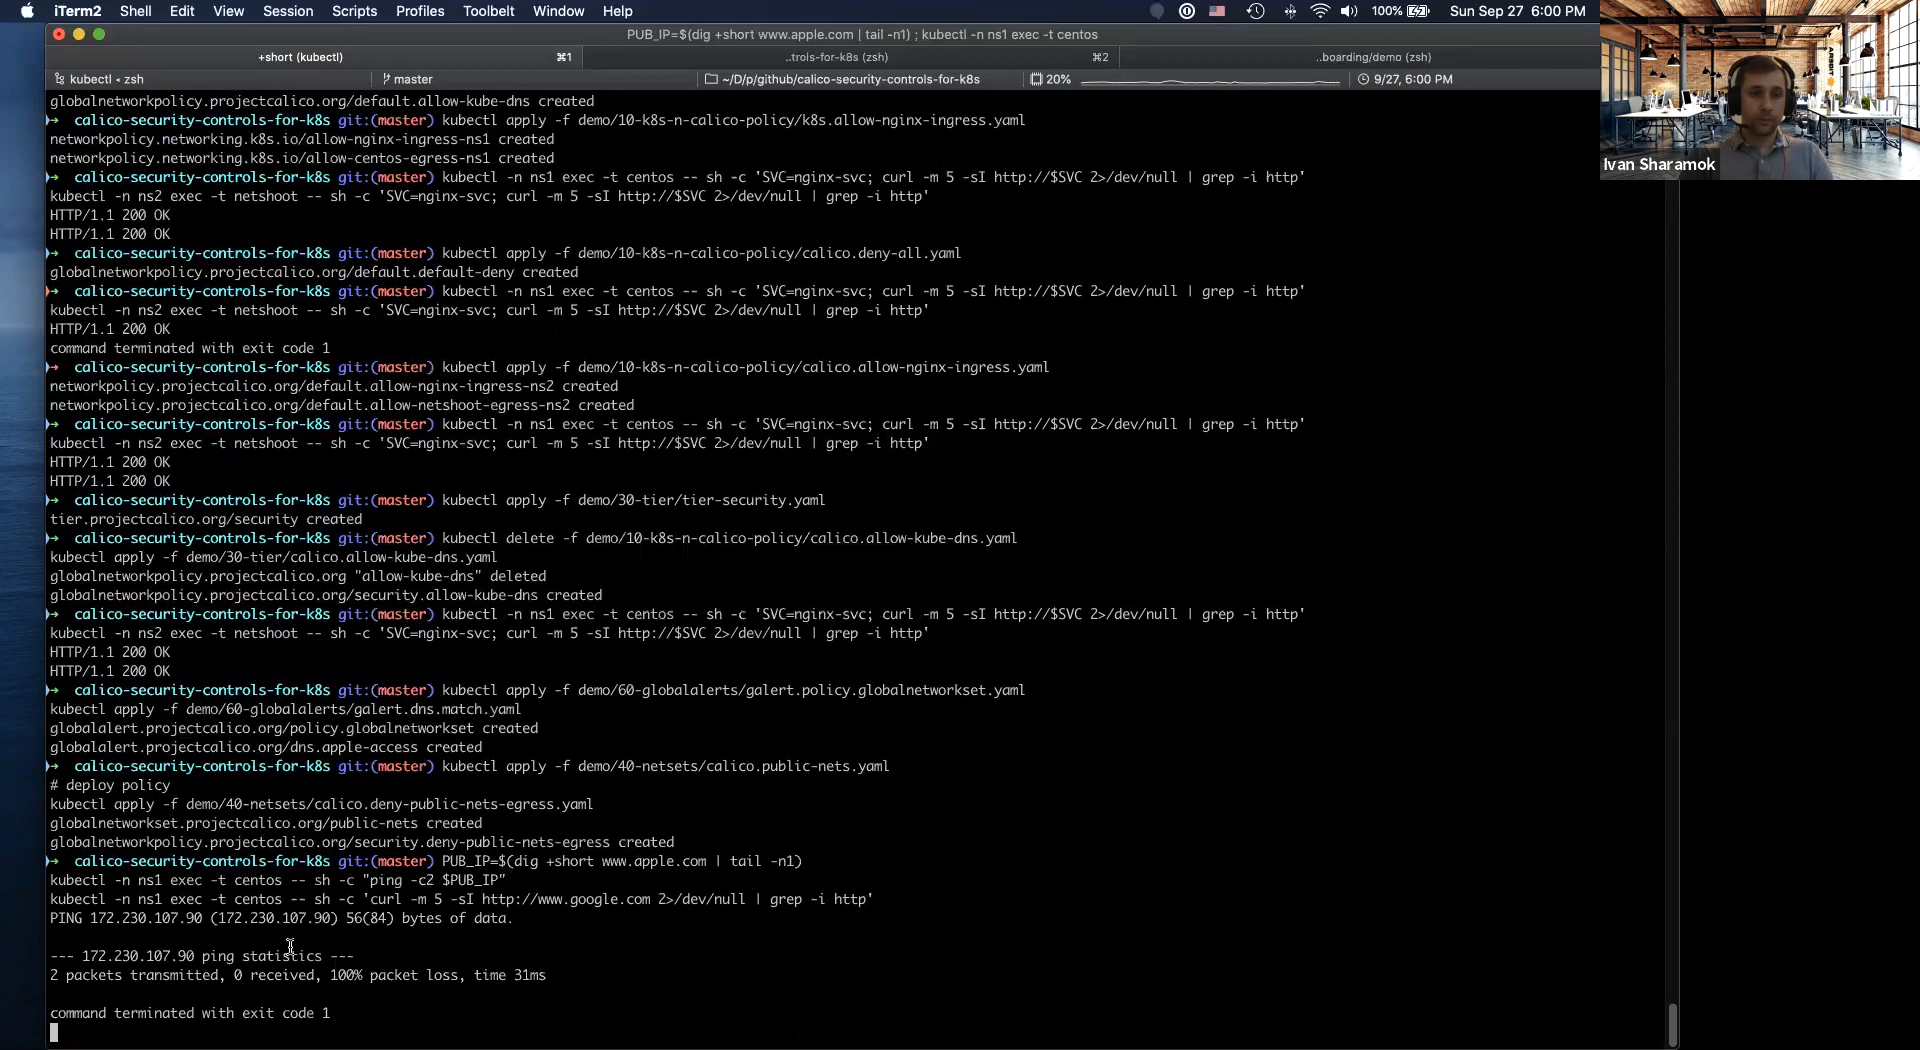 iTerm2 Shell Edit View Session Scripts Profiles Toolbelt Window Help 100% Sun Sep 27 6:00 PM
PUB_IP=$(dig +short www.apple.com | tail -n1) ; kubectl -n ns1 exec -t centos
+short (kubectl) ⌘1 ..trols-for-k8s (zsh) ⌘2 ..boarding/demo (zsh)
kubectl ◂ zsh master ~/D/p/github/calico-security-controls-for-k8s 20% 9/27, 6:00 PM
Ivan Sharamok
globalnetworkpolicy.projectcalico.org/default.allow-kube-dns created
➜ calico-security-controls-for-k8s git:(master) kubectl apply -f demo/10-k8s-n-calico-policy/k8s.allow-nginx-ingress.yaml
networkpolicy.networking.k8s.io/allow-nginx-ingress-ns1 created
networkpolicy.networking.k8s.io/allow-centos-egress-ns1 created
➜ calico-security-controls-for-k8s git:(master) kubectl -n ns1 exec -t centos -- sh -c 'SVC=nginx-svc; curl -m 5 -sI http://$SVC 2>/dev/null | grep -i http'
kubectl -n ns2 exec -t netshoot -- sh -c 'SVC=nginx-svc; curl -m 5 -sI http://$SVC 2>/dev/null | grep -i http'
HTTP/1.1 200 OK
HTTP/1.1 200 OK
➜ calico-security-controls-for-k8s git:(master) kubectl apply -f demo/10-k8s-n-calico-policy/calico.deny-all.yaml
globalnetworkpolicy.projectcalico.org/default.default-deny created
➜ calico-security-controls-for-k8s git:(master) kubectl -n ns1 exec -t centos -- sh -c 'SVC=nginx-svc; curl -m 5 -sI http://$SVC 2>/dev/null | grep -i http'
kubectl -n ns2 exec -t netshoot -- sh -c 'SVC=nginx-svc; curl -m 5 -sI http://$SVC 2>/dev/null | grep -i http'
HTTP/1.1 200 OK
command terminated with exit code 1
➜ calico-security-controls-for-k8s git:(master) kubectl apply -f demo/10-k8s-n-calico-policy/calico.allow-nginx-ingress.yaml
networkpolicy.projectcalico.org/default.allow-nginx-ingress-ns2 created
networkpolicy.projectcalico.org/default.allow-netshoot-egress-ns2 created
➜ calico-security-controls-for-k8s git:(master) kubectl -n ns1 exec -t centos -- sh -c 'SVC=nginx-svc; curl -m 5 -sI http://$SVC 2>/dev/null | grep -i http'
kubectl -n ns2 exec -t netshoot -- sh -c 'SVC=nginx-svc; curl -m 5 -sI http://$SVC 2>/dev/null | grep -i http'
HTTP/1.1 200 OK
HTTP/1.1 200 OK
➜ calico-security-controls-for-k8s git:(master) kubectl apply -f demo/30-tier/tier-security.yaml
tier.projectcalico.org/security created
➜ calico-security-controls-for-k8s git:(master) kubectl delete -f demo/10-k8s-n-calico-policy/calico.allow-kube-dns.yaml
kubectl apply -f demo/30-tier/calico.allow-kube-dns.yaml
globalnetworkpolicy.projectcalico.org "allow-kube-dns" deleted
globalnetworkpolicy.projectcalico.org/security.allow-kube-dns created
➜ calico-security-controls-for-k8s git:(master) kubectl -n ns1 exec -t centos -- sh -c 'SVC=nginx-svc; curl -m 5 -sI http://$SVC 2>/dev/null | grep -i http'
kubectl -n ns2 exec -t netshoot -- sh -c 'SVC=nginx-svc; curl -m 5 -sI http://$SVC 2>/dev/null | grep -i http'
HTTP/1.1 200 OK
HTTP/1.1 200 OK
➜ calico-security-controls-for-k8s git:(master) kubectl apply -f demo/60-globalalerts/galert.policy.globalnetworkset.yaml
kubectl apply -f demo/60-globalalerts/galert.dns.match.yaml
globalalert.projectcalico.org/policy.globalnetworkset created
globalalert.projectcalico.org/dns.apple-access created
➜ calico-security-controls-for-k8s git:(master) kubectl apply -f demo/40-netsets/calico.public-nets.yaml
# deploy policy
kubectl apply -f demo/40-netsets/calico.deny-public-nets-egress.yaml
globalnetworkset.projectcalico.org/public-nets created
globalnetworkpolicy.projectcalico.org/security.deny-public-nets-egress created
➜ calico-security-controls-for-k8s git:(master) PUB_IP=$(dig +short www.apple.com | tail -n1)
kubectl -n ns1 exec -t centos -- sh -c "ping -c2 $PUB_IP"
kubectl -n ns1 exec -t centos -- sh -c 'curl -m 5 -sI http://www.google.com 2>/dev/null | grep -i http'
PING 172.230.107.90 (172.230.107.90) 56(84) bytes of data.
--- 172.230.107.90 ping statistics ---
2 packets transmitted, 0 received, 100% packet loss, time 31ms
command terminated with exit code 1